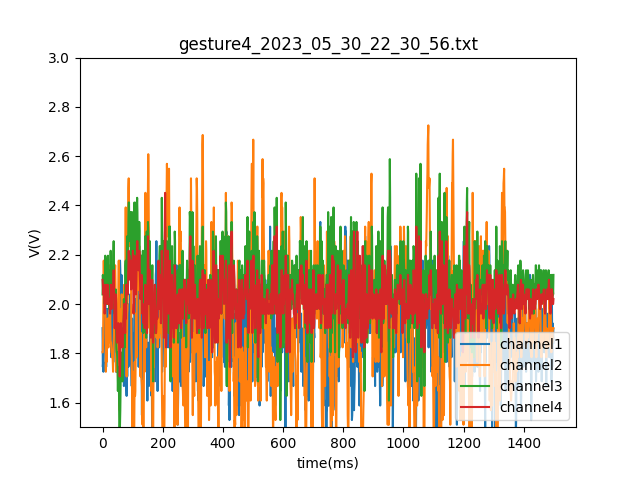 gesture4_2023_05_30_22_30_56.txt
3.0
2.8
2.6
2.4
2.2
2.0
1.8
1.6
V(V)
channel1
channel2
channel3
channel4
0 200 400 600 800 1000 1200 1400
time(ms)